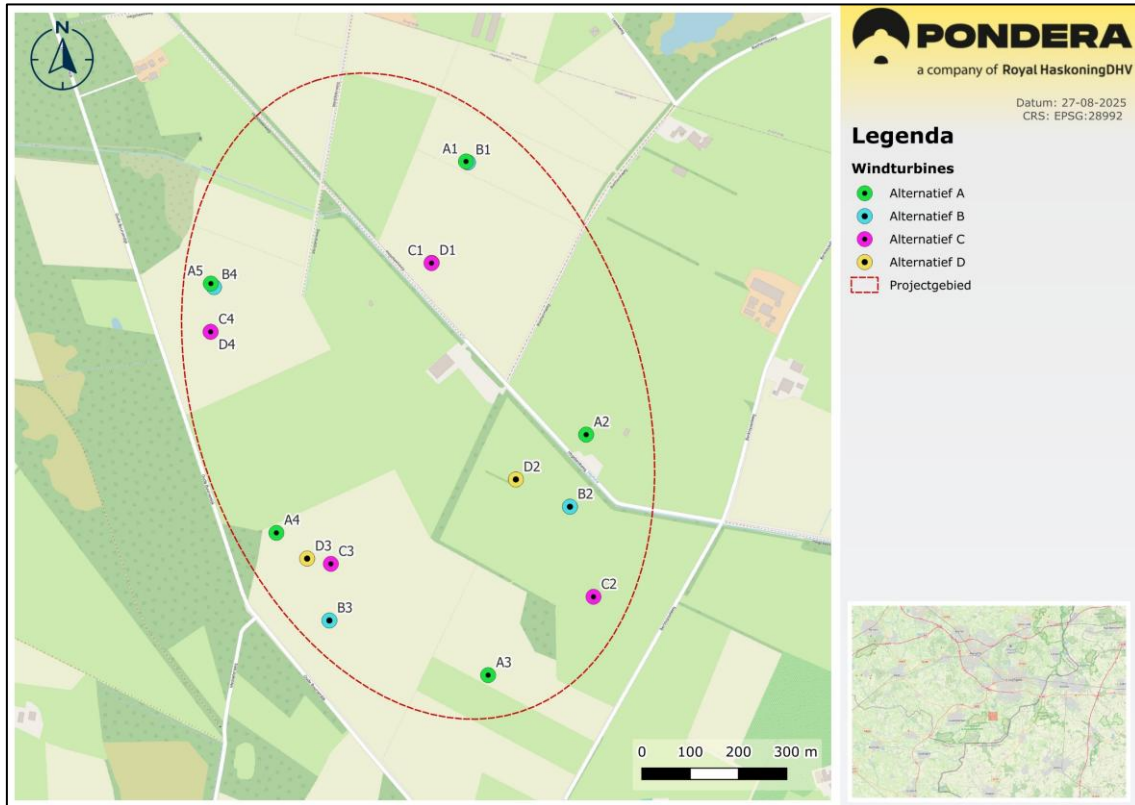 N
A1 B1
C1 D1
A5 B4
C4
D4
A2
D2
B2
A4
D3 C3
C2
B3
A3
0 100 200 300 m
PONDERA
a company of Royal HaskoningDHV
Datum: 27-08-2025
CRS: EPSG:28992
Legenda
Windturbines
Alternatief A
Alternatief B
Alternatief C
Alternatief D
Projectgebied